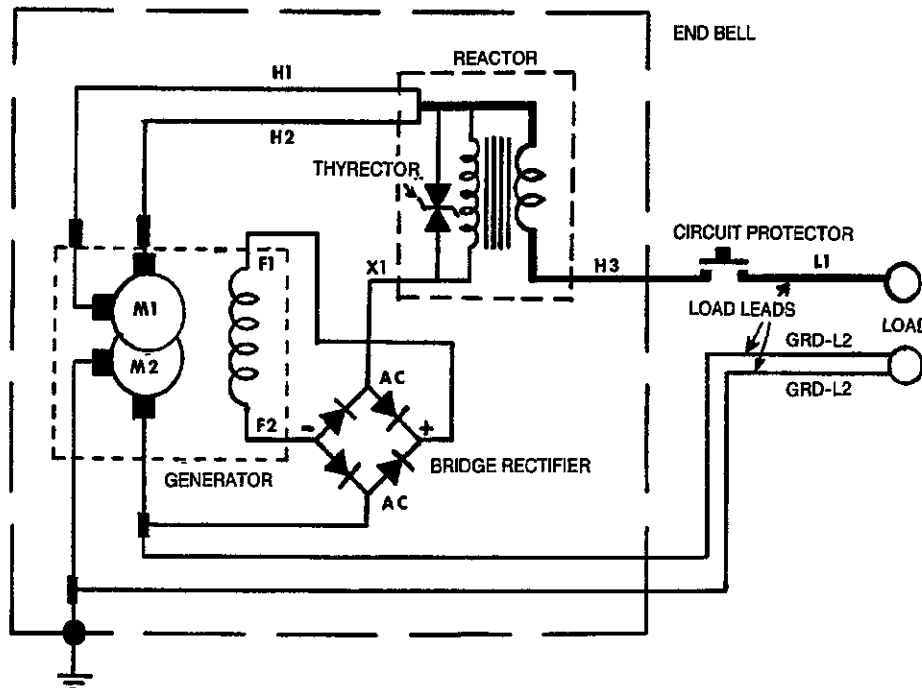 END BELL
REACTOR
H1
H2
THYRECTOR
X1
H3
CIRCUIT PROTECTOR
L1
LOAD LEADS
LOAD
GRD-L2
GRD-L2
F1
M1
M2
F2
AC
-
+
BRIDGE RECTIFIER
GENERATOR
AC